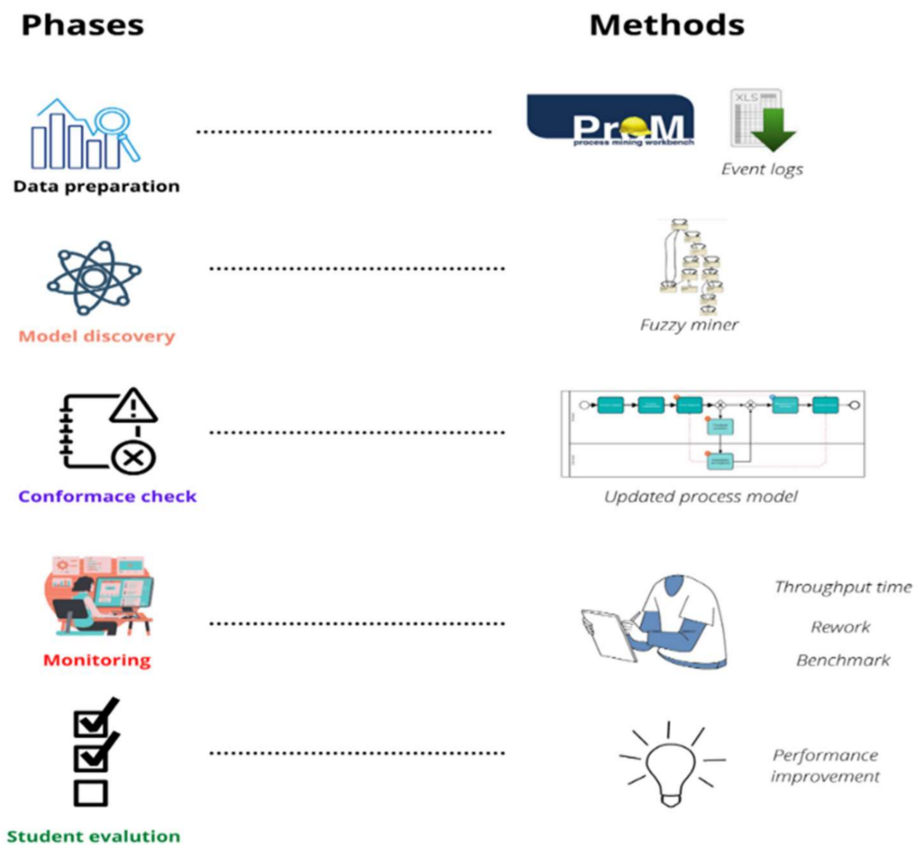 Phases
Methods
PrOM
process mining workbench
XLS
Event logs
Data preparation
Fuzzy miner
Model discovery
Conformace check
Updated process model
Throughput time
Rework
Benchmark
Monitoring
Performance
improvement
Student evalution